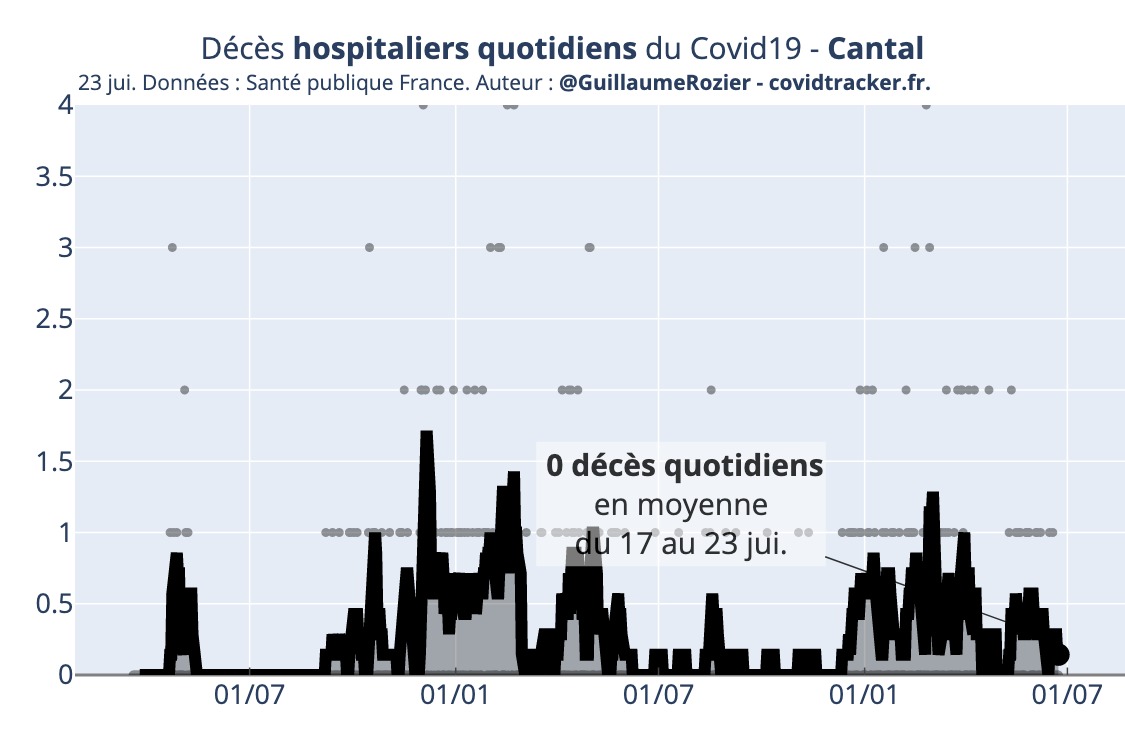 Décès hospitaliers quotidiens du Covid19 - Cantal
23 jui. Données : Santé publique France. Auteur : @GuillaumeRozier - covidtracker.fr.
4
3.5
3
2.5
2
1.5
1
0.5
0
0 décès quotidiens
en moyenne
du 17 au 23 jui.
01/07 01/01 01/07 01/01 01/07